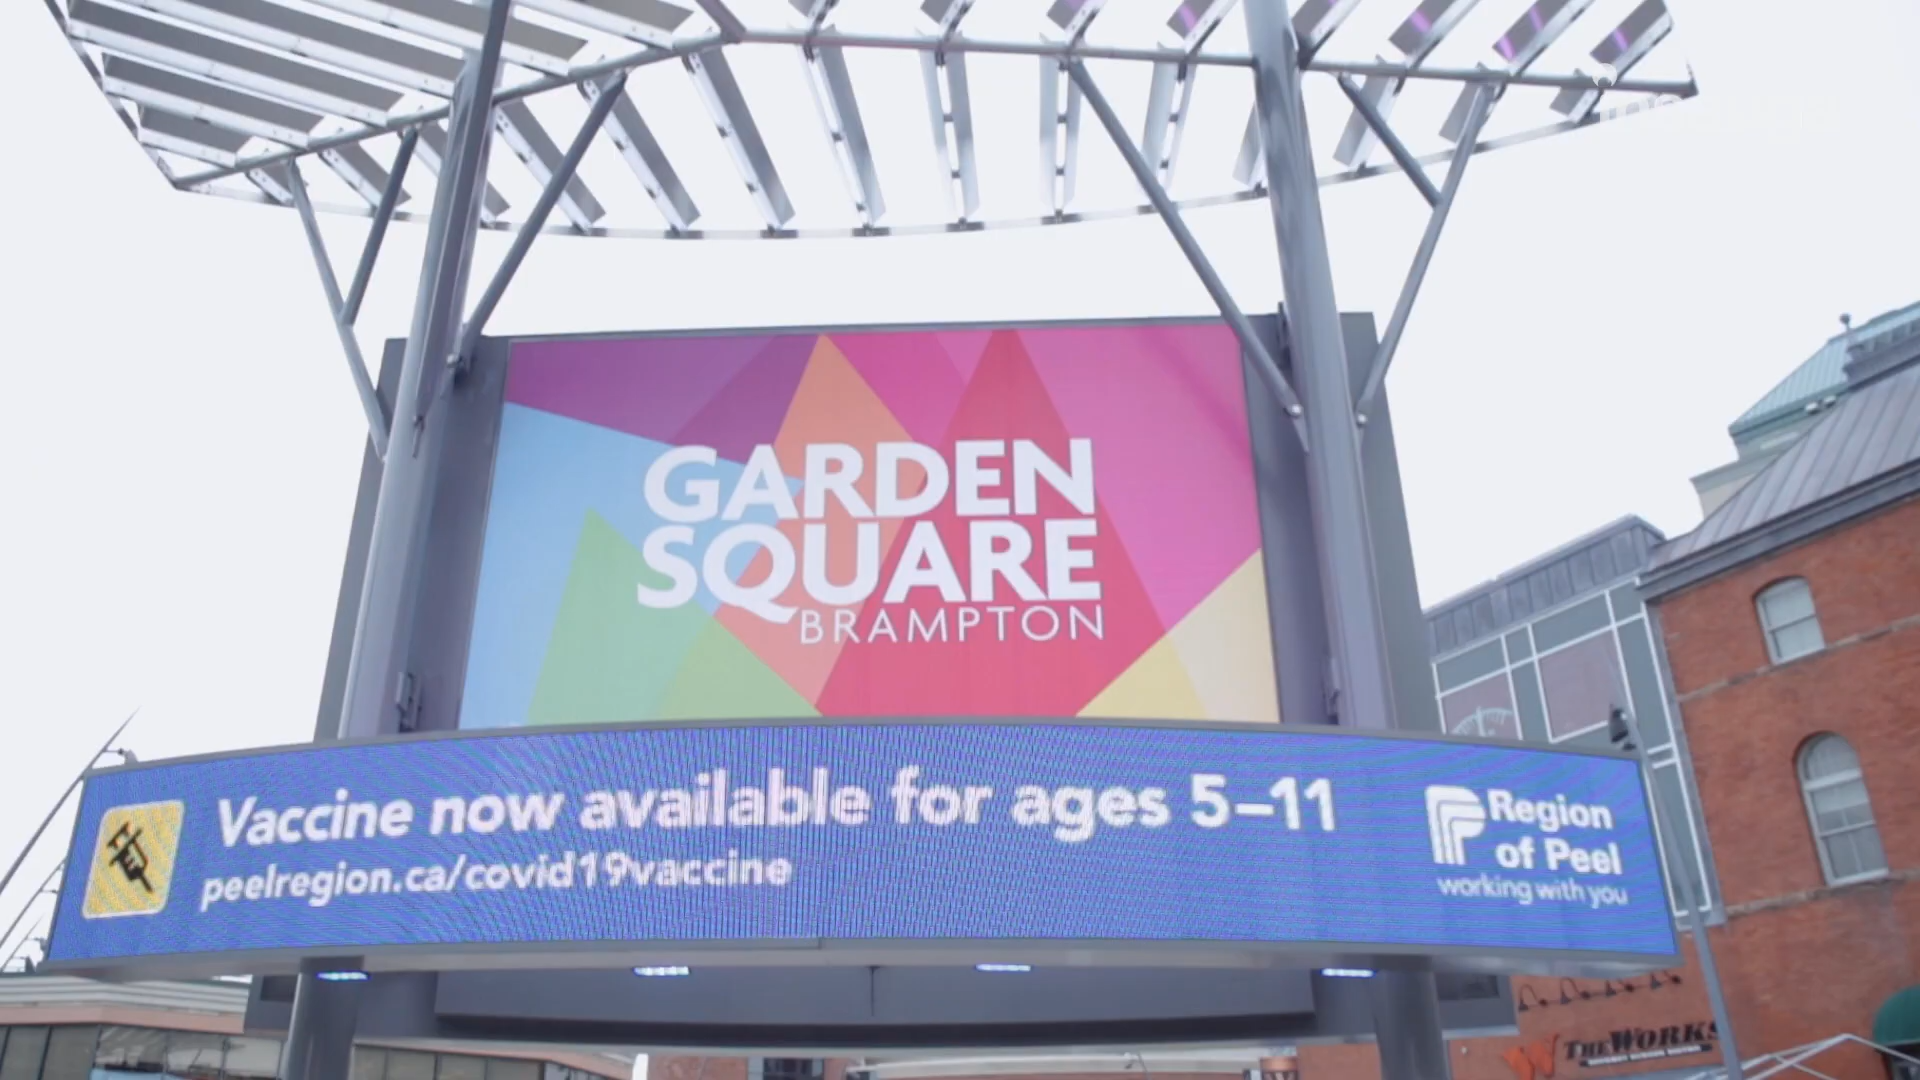 GARDEN
SQUARE
BRAMPTON
Vaccine now available for ages 5–11
peelregion.ca/covid19vaccine
Region
of Peel
working with you
THE WORKS